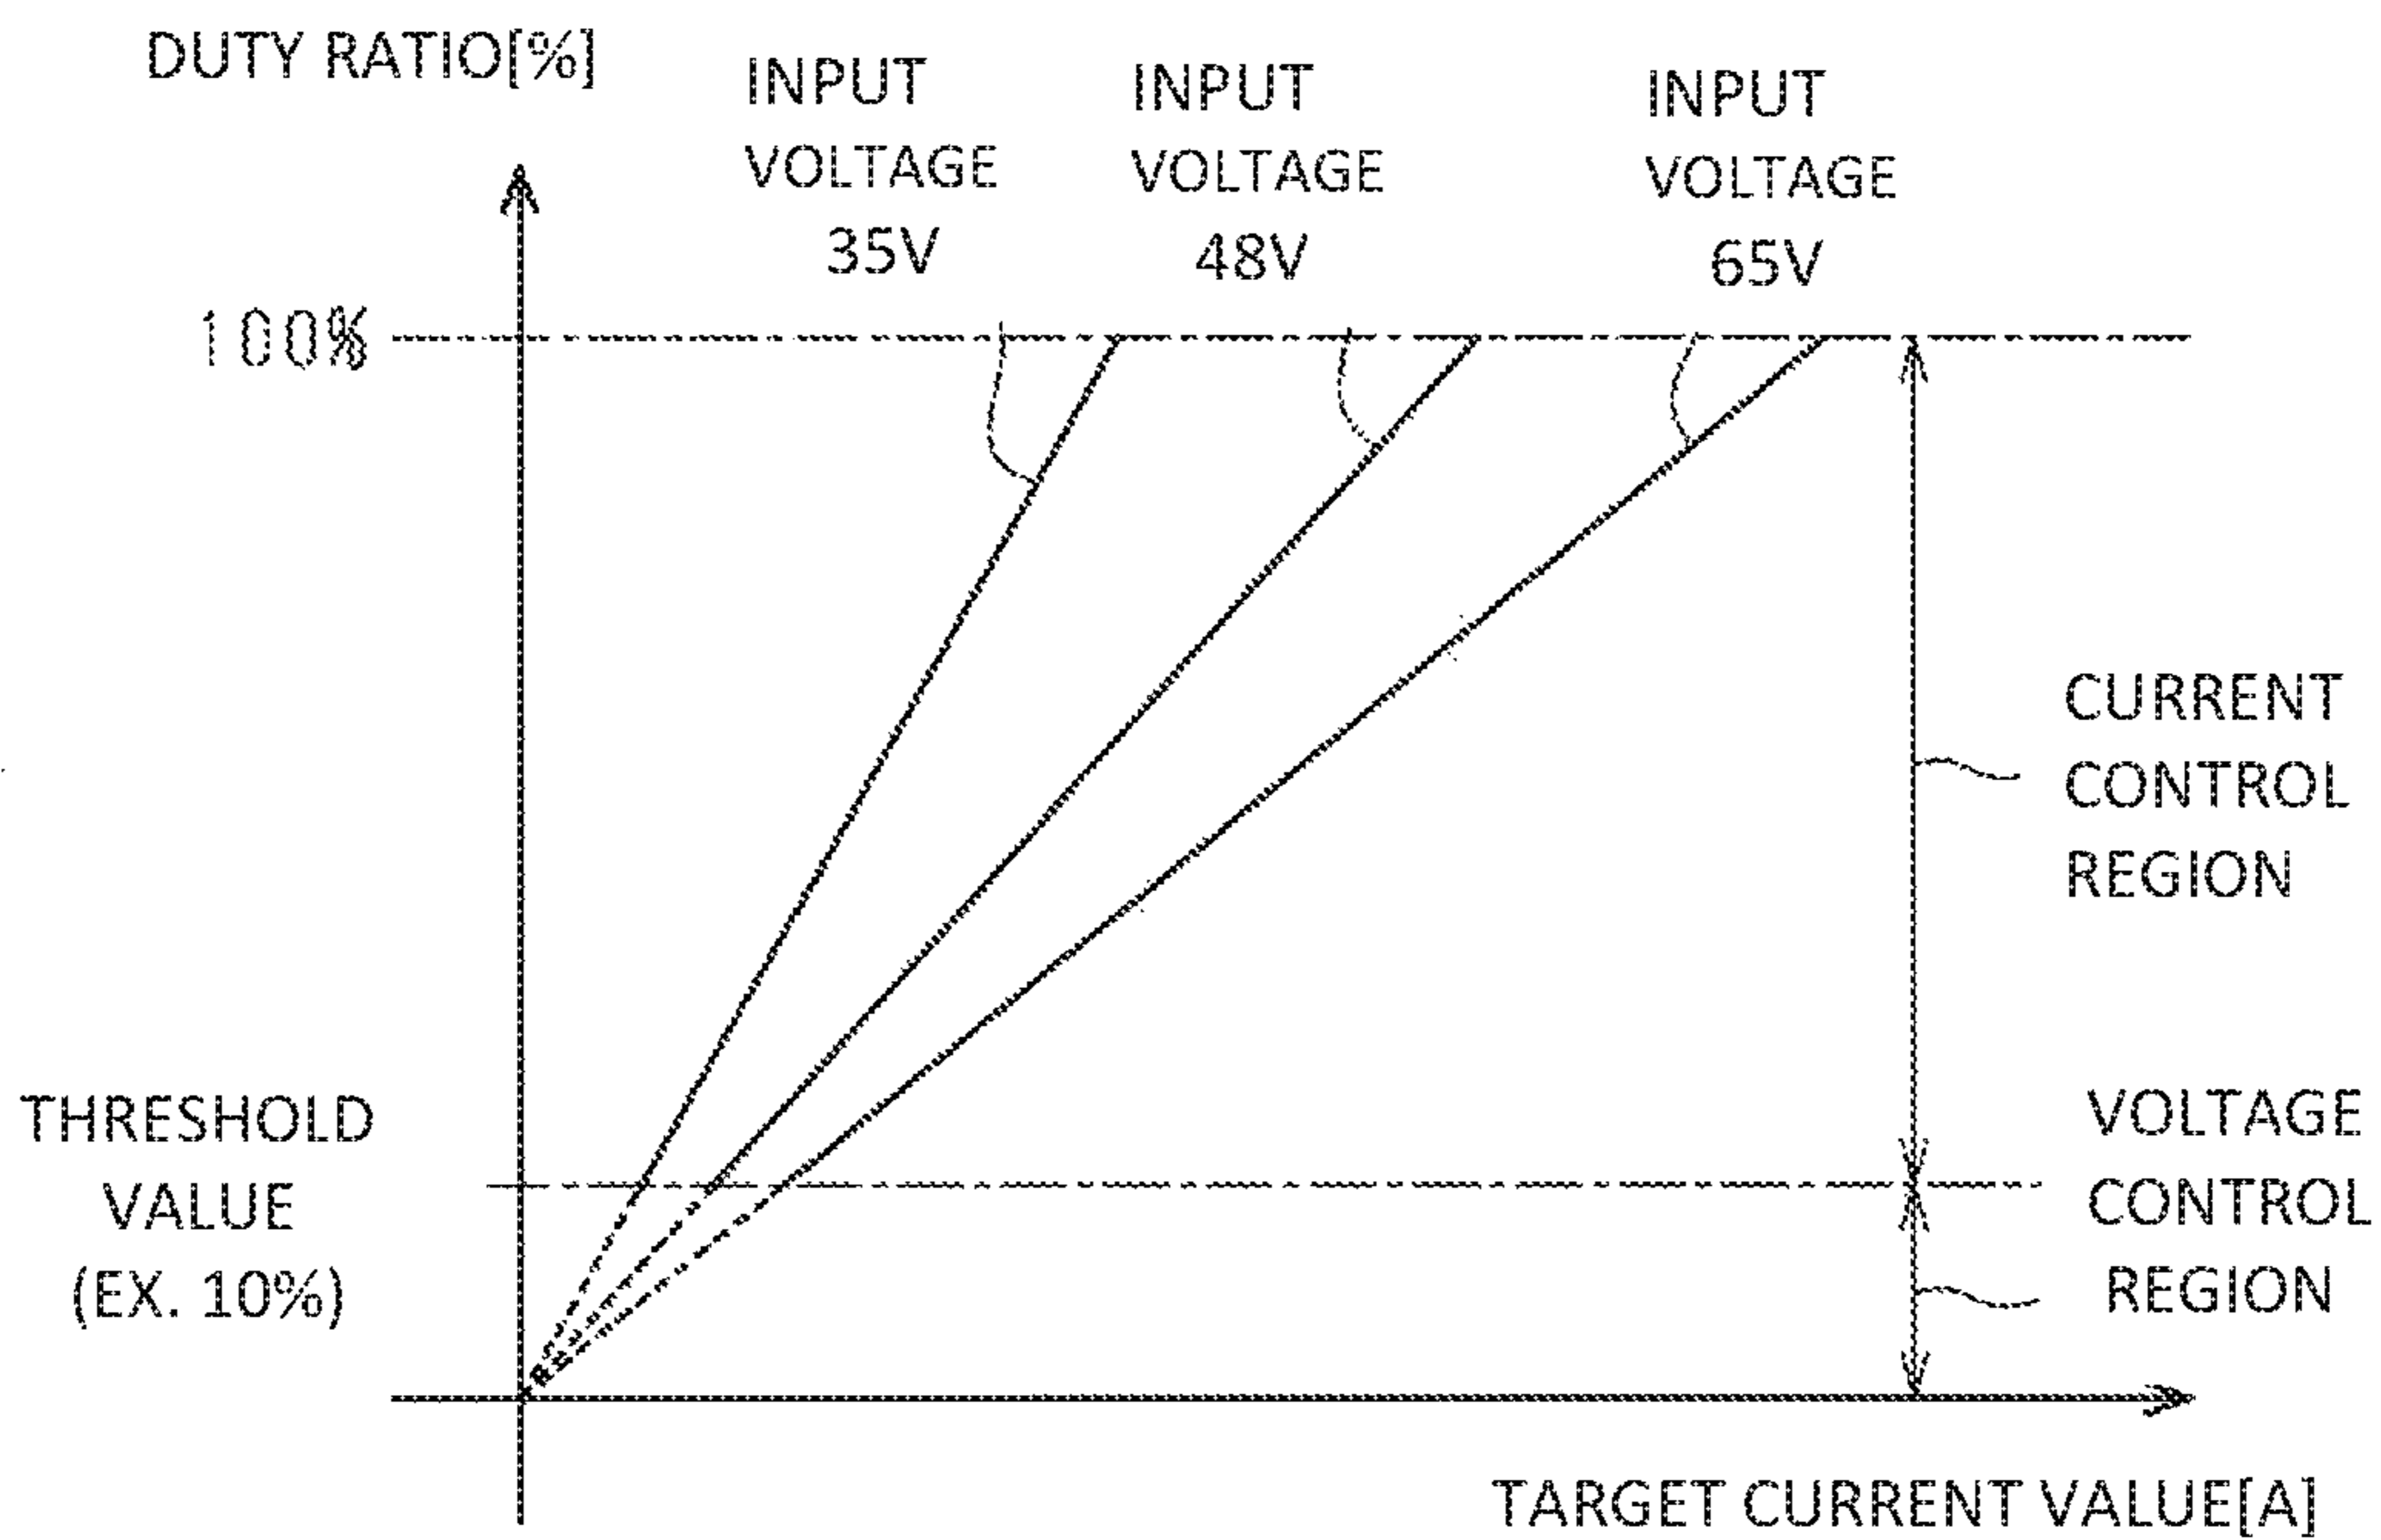 DUTY RATIO[%]
INPUT
VOLTAGE
35V
INPUT
VOLTAGE
48V
INPUT
VOLTAGE
65V
100%
CURRENT
CONTROL
REGION
THRESHOLD
VALUE
(EX. 10%)
VOLTAGE
CONTROL
REGION
TARGET CURRENT VALUE[A]